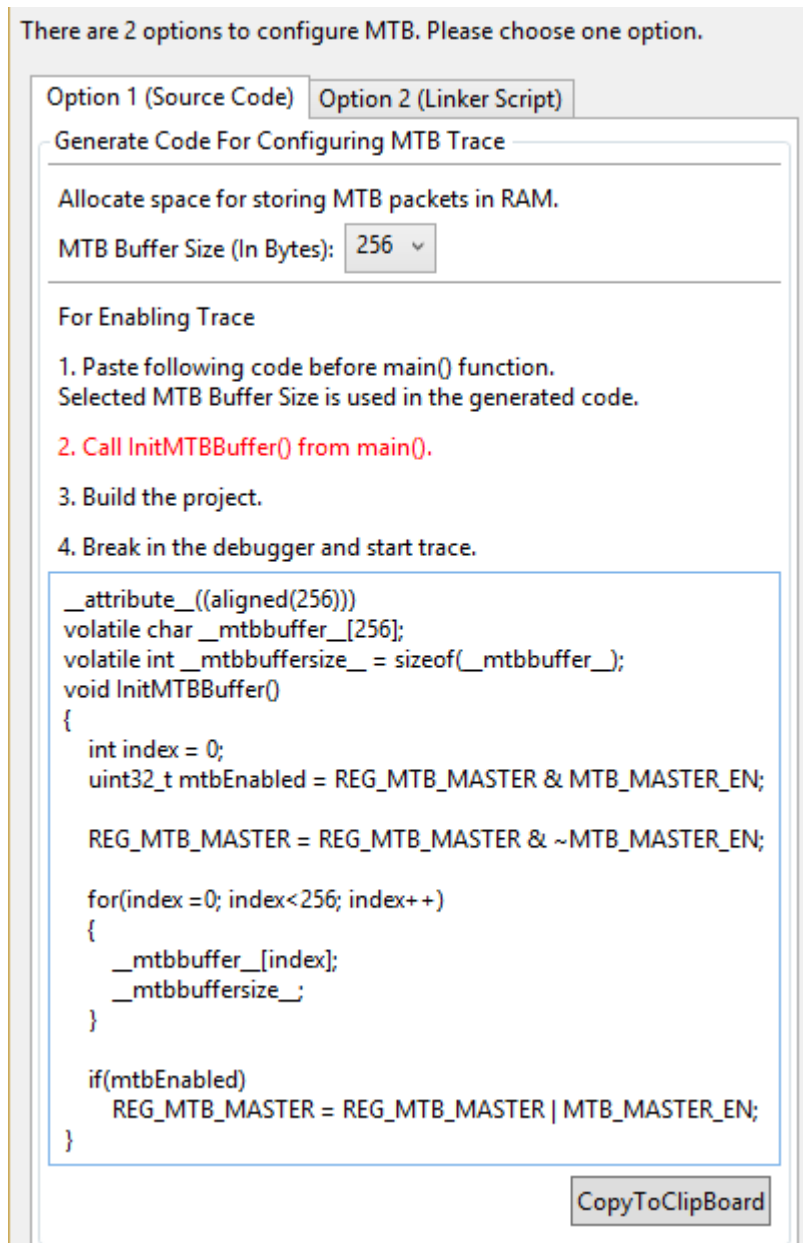 There are 2 options to configure MTB. Please choose one option.
Option 1 (Source Code) Option 2 (Linker Script)
Generate Code For Configuring MTB Trace
Allocate space for storing MTB packets in RAM.
MTB Buffer Size (In Bytes): 256
For Enabling Trace
1. Paste following code before main() function.
Selected MTB Buffer Size is used in the generated code.
2. Call InitMTBBuffer() from main().
3. Build the project.
4. Break in the debugger and start trace.
__attribute__((aligned(256)))
volatile char __mtbbuffer__[256];
volatile int __mtbbuffersize__ = sizeof(__mtbbuffer__);
void InitMTBBuffer()
{
int index = 0;
uint32_t mtbEnabled = REG_MTB_MASTER & MTB_MASTER_EN;
REG_MTB_MASTER = REG_MTB_MASTER & ~MTB_MASTER_EN;
for(index =0; index<256; index++)
{
__mtbbuffer__[index];
__mtbbuffersize__;
}
if(mtbEnabled)
REG_MTB_MASTER = REG_MTB_MASTER | MTB_MASTER_EN;
}
CopyToClipBoard